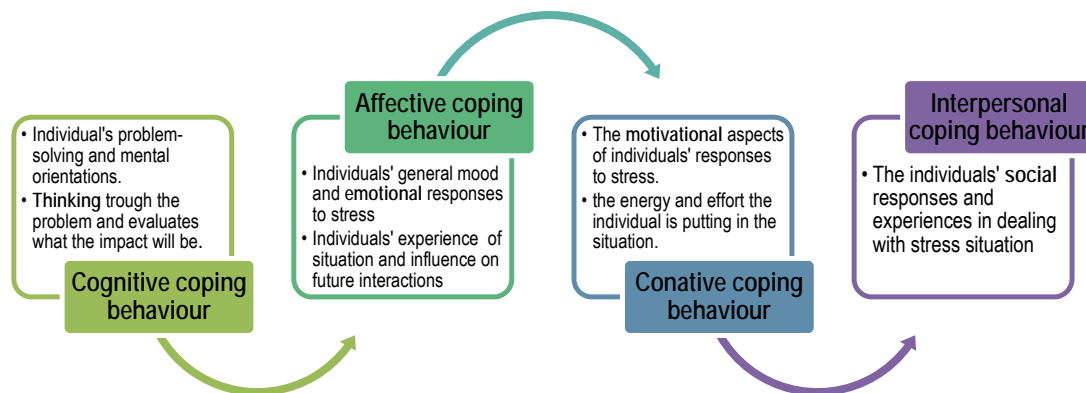 • Individual's problem-
solving and mental
orientations.
• Thinking trough the
problem and evaluates
what the impact will be.
Cognitive coping
behaviour
Affective coping
behaviour
• Individuals' general mood
and emotional responses
to stress
• Individuals' experience of
situation and influence on
future interactions
• The motivational aspects
of individuals' responses
to stress.
• the energy and effort the
individual is putting in the
situation.
Conative coping
behaviour
Interpersonal
coping behaviour
• The individuals' social
responses and
experiences in dealing
with stress situation